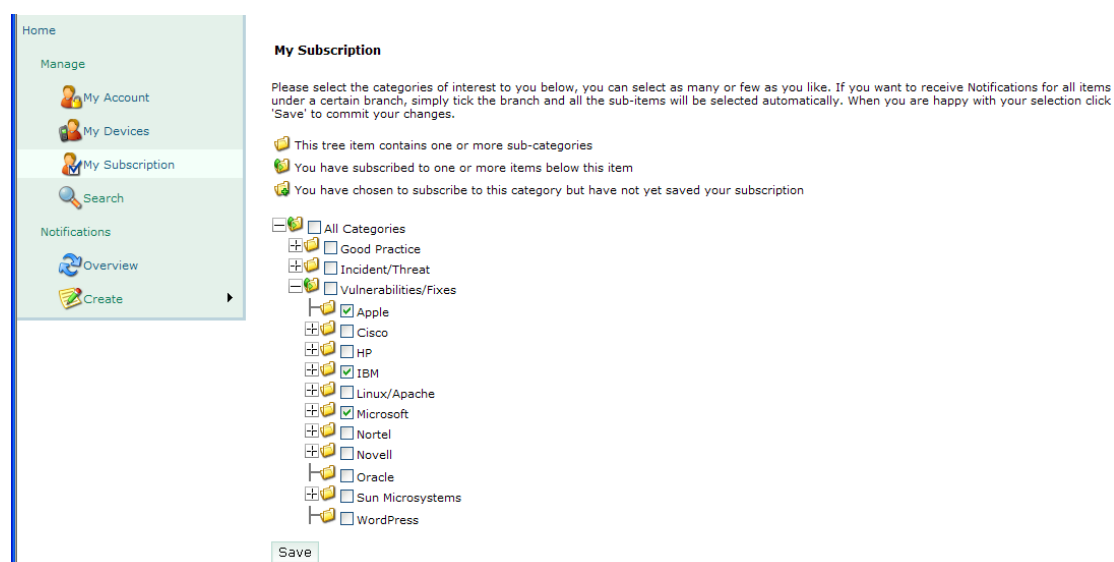 Home
Manage
My Account
My Devices
My Subscription
Search
Notifications
Overview
Create
My Subscription
Please select the categories of interest to you below, you can select as many or few as you like. If you want to receive Notifications for all items
under a certain branch, simply tick the branch and all the sub-items will be selected automatically. When you are happy with your selection click
'Save' to commit your changes.
This tree item contains one or more sub-categories
You have subscribed to one or more items below this item
You have chosen to subscribe to this category but have not yet saved your subscription
All Categories
Good Practice
Incident/Threat
Vulnerabilities/Fixes
Apple
Cisco
HP
IBM
Linux/Apache
Microsoft
Nortel
Novell
Oracle
Sun Microsystems
WordPress
Save